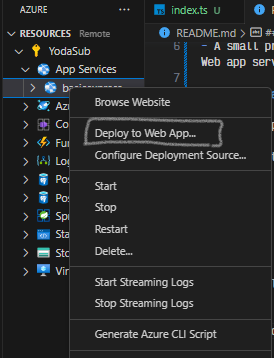 AZURE
index.ts
RESOURCES Remote
README.md
YodaSub
6
- A small p
App Services
Web app serv
Browse Website
Deploy to Web App...
Configure Deployment Source...
Start
Stop
Restart
Delete...
Start Streaming Logs
Stop Streaming Logs
Generate Azure CLI Script